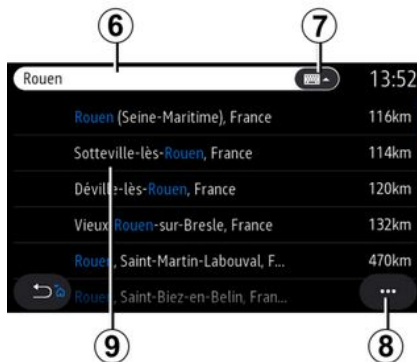 6 7
Rouen 13:52
Rouen (Seine-Maritime), France 116km
Sotteville-lès-Rouen, France 114km
Déville-lès-Rouen, France 120km
Vieux-Rouen-sur-Bresle, France 132km
Rouen, Saint-Martin-Labouval, F... 470km
Rouen, Saint-Biez-en-Belin, Fran... ...
9 8